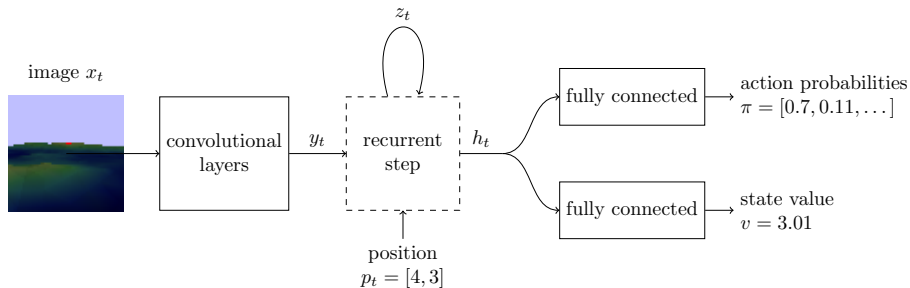 z_t
image x_t
convolutional
layers
y_t
recurrent
step
h_t
position
p_t = [4, 3]
fully connected
action probabilities
π = [0.7, 0.11, . . . ]
fully connected
state value
v = 3.01